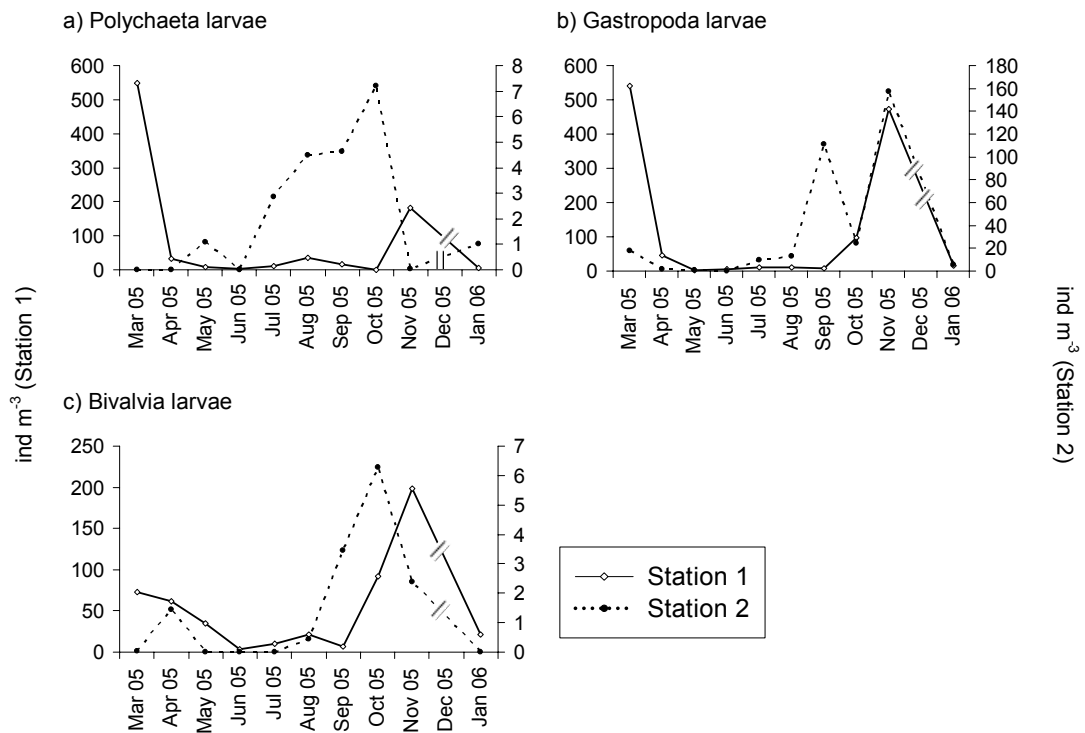 a) Polychaeta larvae
600
500
400
300
200
100
0
8
7
6
5
4
3
2
1
0
Mar 05
Apr 05
May 05
Jun 05
Jul 05
Aug 05
Sep 05
Oct 05
Nov 05
Dec 05
Jan 06
b) Gastropoda larvae
600
500
400
300
200
100
0
180
160
140
120
100
80
60
40
20
0
Mar 05
Apr 05
May 05
Jun 05
Jul 05
Aug 05
Sep 05
Oct 05
Nov 05
Dec 05
Jan 06
ind m⁻³ (Station 1)
ind m⁻³ (Station 2)
c) Bivalvia larvae
250
200
150
100
50
0
7
6
5
4
3
2
1
0
Mar 05
Apr 05
May 05
Jun 05
Jul 05
Aug 05
Sep 05
Oct 05
Nov 05
Dec 05
Jan 06
Station 1
Station 2